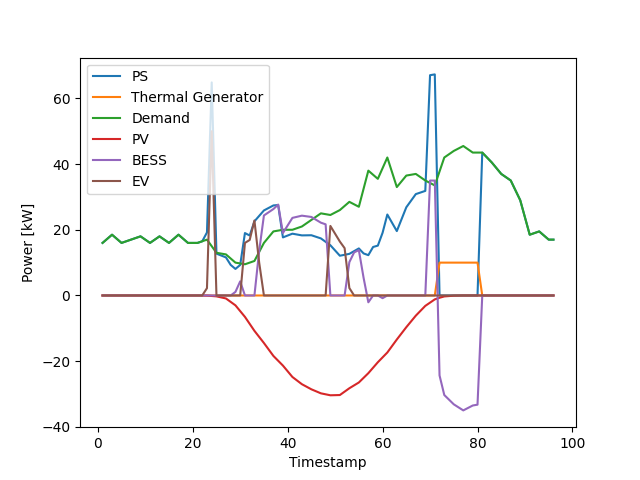 PS
Thermal Generator
Demand
PV
BESS
EV
Power [kW]
60
40
20
0
−20
−40
0 20 40 60 80 100
Timestamp